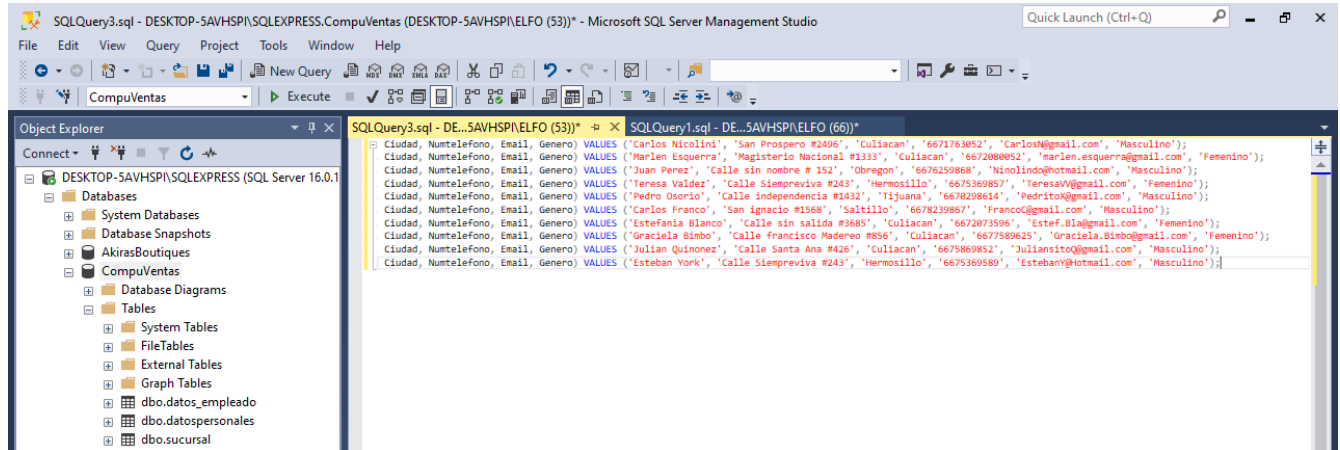 SQLQuery3.sql - DESKTOP-5AVHSPI\SQLEXPRESS.CompuVentas (DESKTOP-5AVHSPI\ELFO (53))* - Microsoft SQL Server Management Studio
Quick Launch (Ctrl+Q)
File Edit View Query Project Tools Window Help
New Query MDX DMX XMLA DAX
CompuVentas Execute
Object Explorer
Connect
DESKTOP-5AVHSPI\SQLEXPRESS (SQL Server 16.0.1
Databases
System Databases
Database Snapshots
AkirasBoutiques
CompuVentas
Database Diagrams
Tables
System Tables
FileTables
External Tables
Graph Tables
dbo.datos_empleado
dbo.datospersonales
dbo.sucursal
SQLQuery3.sql - DE...5AVHSPI\ELFO (53))* SQLQuery1.sql - DE...5AVHSPI\ELFO (66))*
Ciudad, Numtelefono, Email, Genero) VALUES ('Carlos Nicolini', 'San Prospero #2496', 'Culiacan', '6671763052', 'CarlosN@gmail.com', 'Masculino');
Ciudad, Numtelefono, Email, Genero) VALUES ('Marlen Esquerra', 'Magisterio Nacional #1333', 'Culiacan', '6672080052', 'marlen.esquerra@gmail.com', 'Femenino');
Ciudad, Numtelefono, Email, Genero) VALUES ('Juan Perez', 'Calle sin nombre # 152', 'Obregon', '6676259868', 'Ninolindo@hotmail.com', 'Masculino');
Ciudad, Numtelefono, Email, Genero) VALUES ('Teresa Valdez', 'Calle Siempreviva #243', 'Hermosillo', '6675369857', 'TeresaVV@gmail.com', 'Femenino');
Ciudad, Numtelefono, Email, Genero) VALUES ('Pedro Osorio', 'Calle independencia #1432', 'Tijuana', '6670298614', 'PedritoX@gmail.com', 'Masculino');
Ciudad, Numtelefono, Email, Genero) VALUES ('Carlos Franco', 'San ignacio #1568', 'Saltillo', '6678239867', 'FrancoC@gmail.com', 'Masculino');
Ciudad, Numtelefono, Email, Genero) VALUES ('Estefania Blanco', 'Calle sin salida #3685', 'Culiacan', '6672073596', 'Estef.Bla@gmail.com', Femenino');
Ciudad, Numtelefono, Email, Genero) VALUES ('Graciela Bimbo', 'Calle francisco Madereo #856', 'Culiacan', '6677589625', 'Graciela.Bimbo@gmail.com', 'Femenino');
Ciudad, Numtelefono, Email, Genero) VALUES ('Julian Quinonez', 'Calle Santa Ana #426', 'Culiacan', '6675869852', 'JuliansitoQ@gmail.com', 'Masculino');
Ciudad, Numtelefono, Email, Genero) VALUES ('Esteban York', 'Calle Siempreviva #243', 'Hermosillo', '6675369589', 'EstebanY@Hotmail.com', 'Masculino');